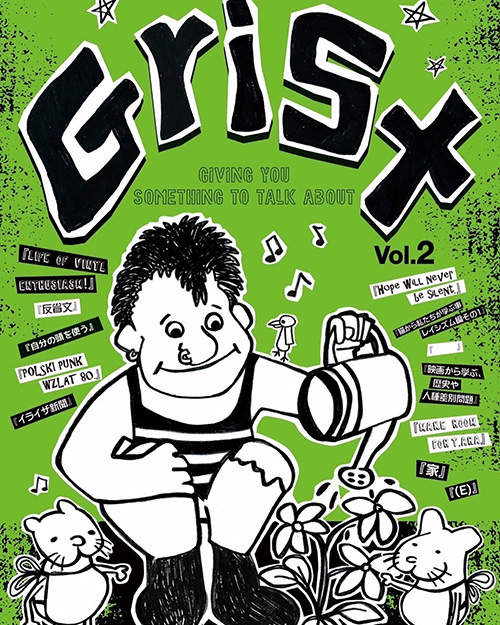 Grisx
GIVING YOU
SOMETHING TO TALK ABOUT
Vol.2
『LIFE OF VINYL
ENTHUSIASM!』
『反省文』
『自分の頭を使う』
『POLSKI PUNK
WZLAT 80』
『イライザ新聞』
『Hope Will Never
be Silent』
『猫から私たちが学ぶ事
レイシズム編その1』
『 』
『映画から学ぶ、
歴史や
人種差別問題』
『MAKE ROOM
FOR T.ARA』
『家』
『(E)』